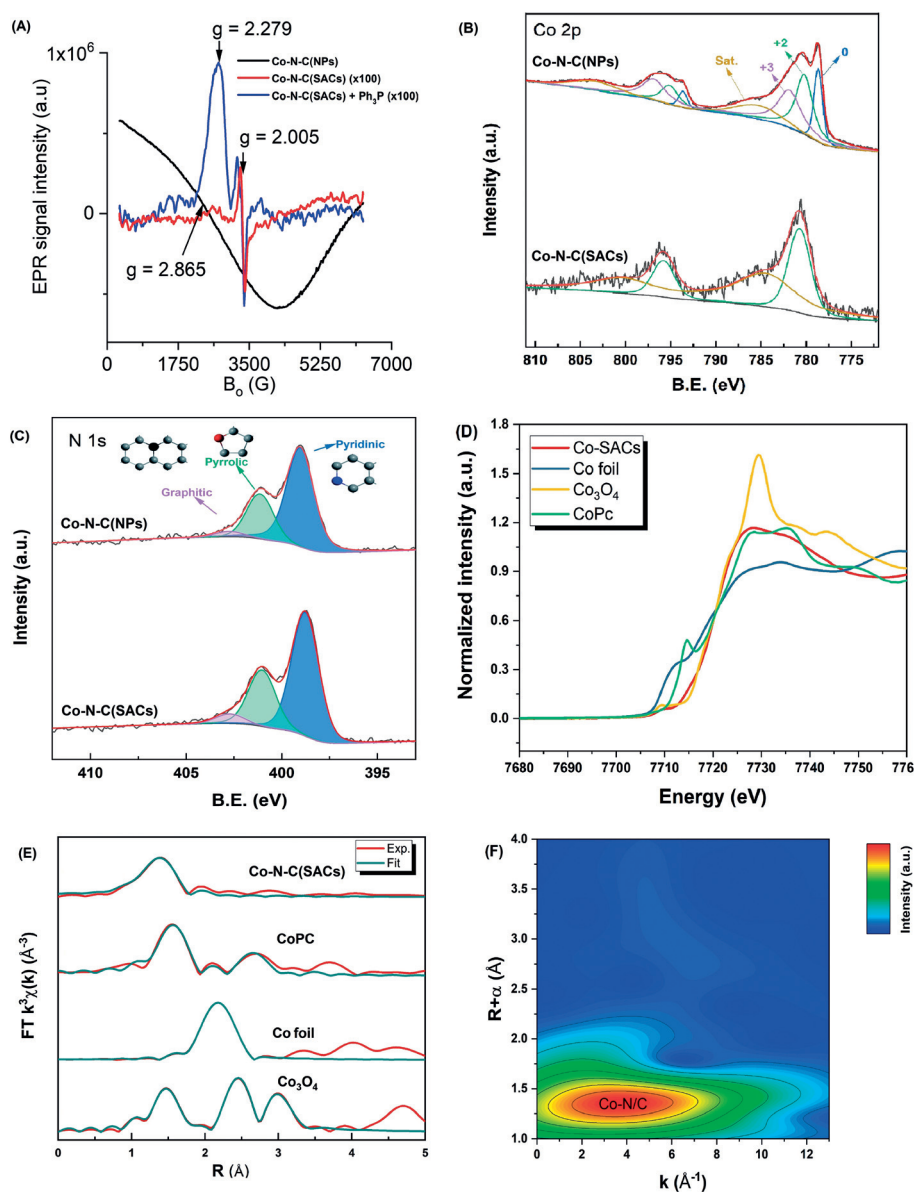 (A)
g = 2.279
1x10⁶
Co-N-C(NPs)
Co-N-C(SACs) (x100)
Co-N-C(SACs) + Ph₃P (x100)
g = 2.005
0
g = 2.865
EPR signal intensity (a.u)
0 1750 3500 5250 7000
Bₒ (G)
(B)
Co 2p
Co-N-C(NPs)
+2
0
Sat.
+3
Co-N-C(SACs)
Intensity (a.u.)
810 805 800 795 790 785 780 775
B.E. (eV)
(C)
N 1s
Pyridinic
Pyrrolic
Graphitic
Co-N-C(NPs)
Co-N-C(SACs)
Intensity (a.u.)
410 405 400 395
B.E. (eV)
(D)
Co-SACs
Co foil
Co₃O₄
CoPc
Normalized intensity (a.u.)
1.8
1.5
1.2
0.9
0.6
0.3
0.0
7680 7690 7700 7710 7720 7730 7740 7750 776
Energy (eV)
(E)
Exp.
Fit
Co-N-C(SACs)
CoPC
Co foil
Co₃O₄
FT k³χ(k) (Å⁻³)
0 1 2 3 4 5
R (Å)
(F)
Intensity (a.u.)
4.0
3.5
3.0
2.5
2.0
1.5
1.0
R+α (Å)
Co-N/C
0 2 4 6 8 10 12
k (Å⁻¹)